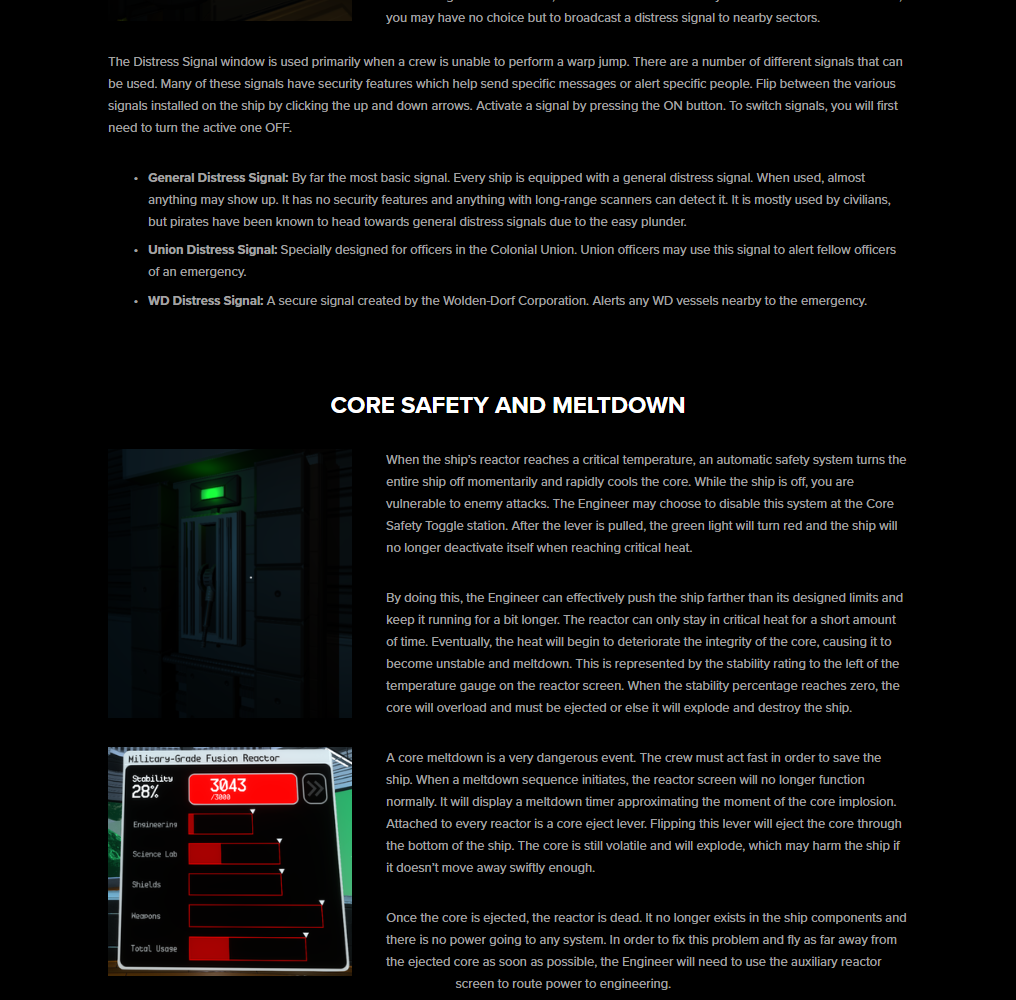 you may have no choice but to broadcast a distress signal to nearby sectors.
The Distress Signal window is used primarily when a crew is unable to perform a warp jump. There are a number of different signals that can
be used. Many of these signals have security features which help send specific messages or alert specific people. Flip between the various
signals installed on the ship by clicking the up and down arrows. Activate a signal by pressing the ON button. To switch signals, you will first
need to turn the active one OFF.
• General Distress Signal: By far the most basic signal. Every ship is equipped with a general distress signal. When used, almost
anything may show up. It has no security features and anything with long-range scanners can detect it. It is mostly used by civilians,
but pirates have been known to head towards general distress signals due to the easy plunder.
• Union Distress Signal: Specially designed for officers in the Colonial Union. Union officers may use this signal to alert fellow officers
of an emergency.
• WD Distress Signal: A secure signal created by the Wolden-Dorf Corporation. Alerts any WD vessels nearby to the emergency.
CORE SAFETY AND MELTDOWN
When the ship's reactor reaches a critical temperature, an automatic safety system turns the
entire ship off momentarily and rapidly cools the core. While the ship is off, you are
vulnerable to enemy attacks. The Engineer may choose to disable this system at the Core
Safety Toggle station. After the lever is pulled, the green light will turn red and the ship will
no longer deactivate itself when reaching critical heat.
By doing this, the Engineer can effectively push the ship farther than its designed limits and
keep it running for a bit longer. The reactor can only stay in critical heat for a short amount
of time. Eventually, the heat will begin to deteriorate the integrity of the core, causing it to
become unstable and meltdown. This is represented by the stability rating to the left of the
temperature gauge on the reactor screen. When the stability percentage reaches zero, the
core will overload and must be ejected or else it will explode and destroy the ship.
Military-Grade Fusion Reactor
Stability
28%
3043
/3000
Engineering
Science Lab
Shields
Weapons
Total Usage
A core meltdown is a very dangerous event. The crew must act fast in order to save the
ship. When a meltdown sequence initiates, the reactor screen will no longer function
normally. It will display a meltdown timer approximating the moment of the core implosion.
Attached to every reactor is a core eject lever. Flipping this lever will eject the core through
the bottom of the ship. The core is still volatile and will explode, which may harm the ship if
it doesn't move away swiftly enough.
Once the core is ejected, the reactor is dead. It no longer exists in the ship components and
there is no power going to any system. In order to fix this problem and fly as far away from
the ejected core as soon as possible, the Engineer will need to use the auxiliary reactor
screen to route power to engineering.